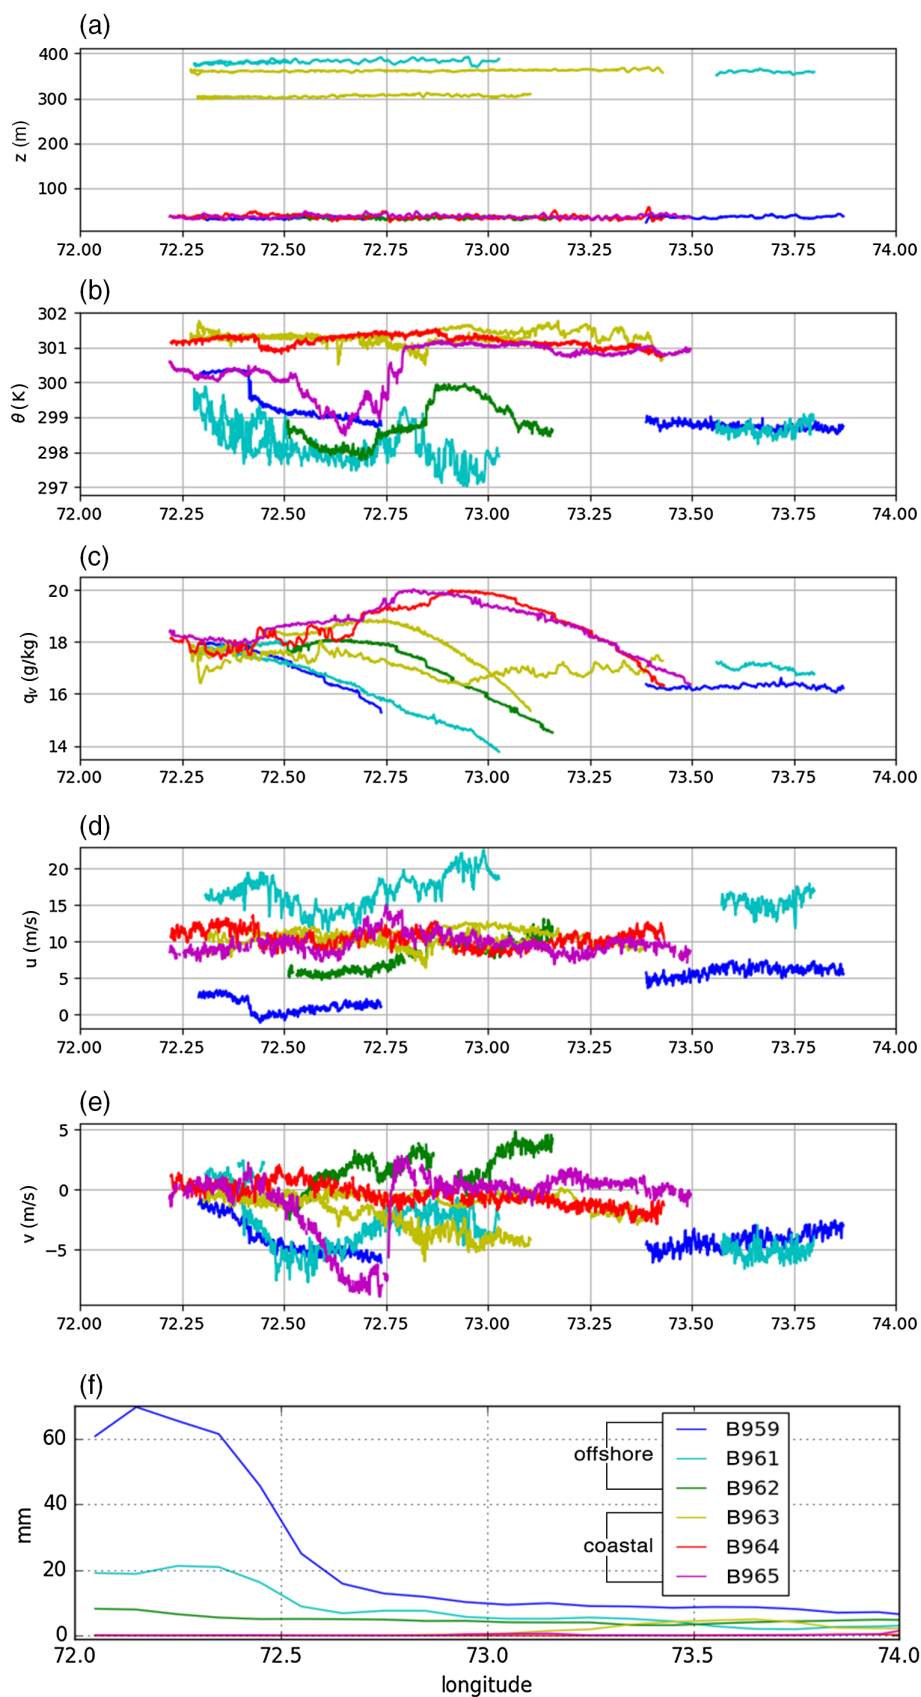 (a)
400
300
200
100
z (m)
72.00 72.25 72.50 72.75 73.00 73.25 73.50 73.75 74.00
(b)
302
301
300
299
298
297
θ (K)
72.00 72.25 72.50 72.75 73.00 73.25 73.50 73.75 74.00
(c)
20
18
16
14
qᵥ (g/kg)
72.00 72.25 72.50 72.75 73.00 73.25 73.50 73.75 74.00
(d)
20
15
10
5
0
u (m/s)
72.00 72.25 72.50 72.75 73.00 73.25 73.50 73.75 74.00
(e)
5
0
−5
v (m/s)
72.00 72.25 72.50 72.75 73.00 73.25 73.50 73.75 74.00
(f)
60
40
20
0
mm
offshore
coastal
B959
B961
B962
B963
B964
B965
72.0 72.5 73.0 73.5 74.0
longitude